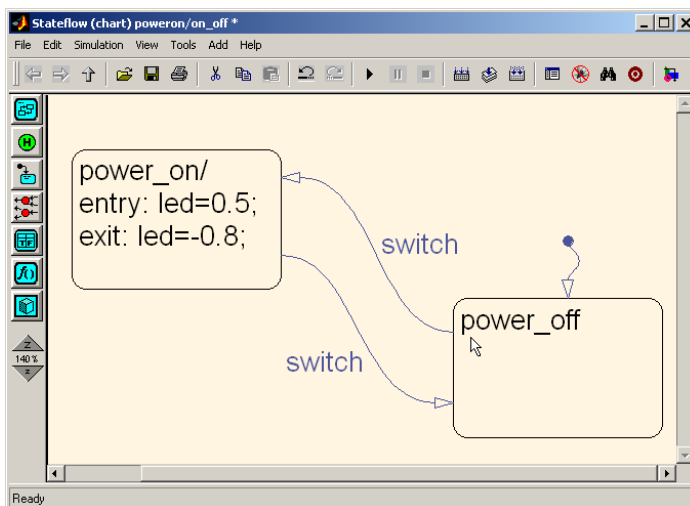 Stateflow (chart) poweron/on_off *
File Edit Simulation View Tools Add Help
H
power_on/
entry: led=0.5;
exit: led=-0.8;
switch
f()
power_off
Z
140 %
z
switch
Ready